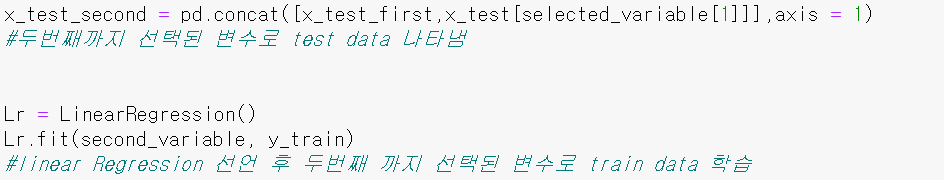 x_test_second = pd.concat([x_test_first,x_test[selected_variable[1]]],axis = 1)
#두번째까지 선택된 변수로 test data 나타냄
Lr = LinearRegression()
Lr.fit(second_variable, y_train)
#linear Regression 선언 후 두번째 까지 선택된 변수로 train data 학습